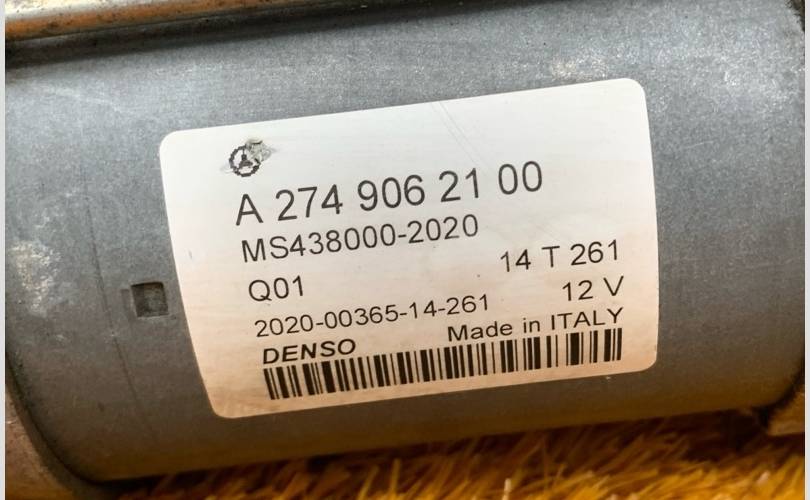 A 274 906 21 00
MS438000-2020
Q01 14 T 261
2020-00365-14-261 12 V
DENSO Made in ITALY